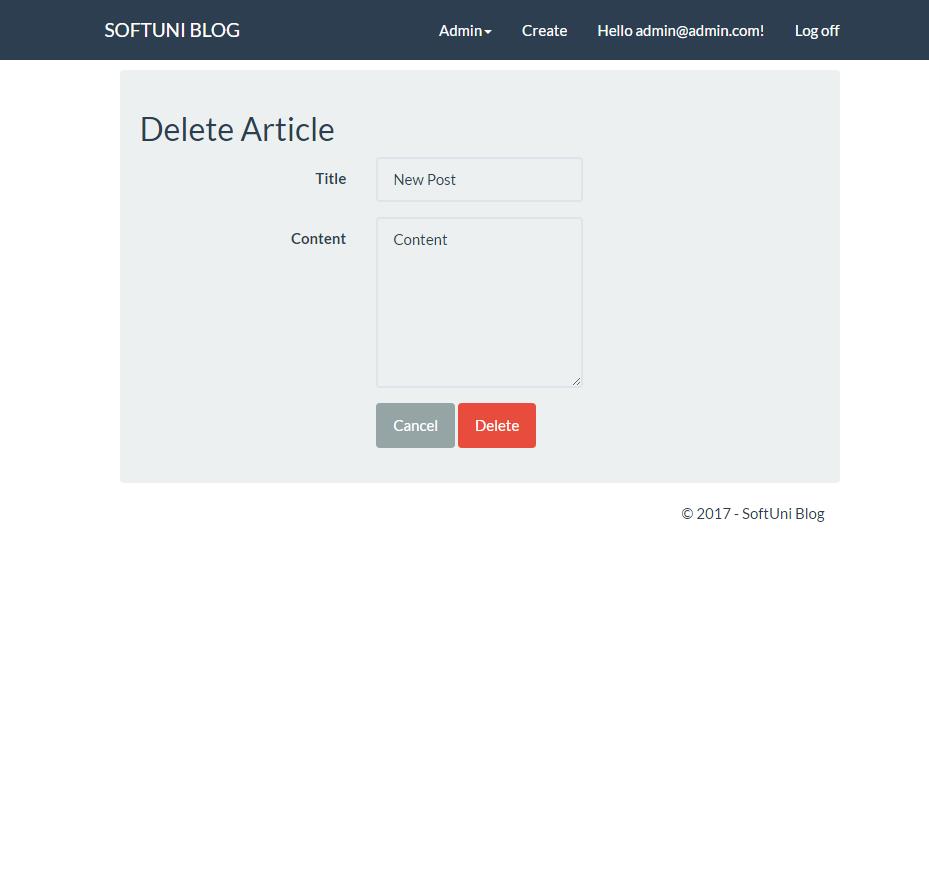 SOFTUNI BLOG Admin Create Hello admin@admin.com! Log off
Delete Article
Title New Post
Content Content
Cancel Delete
© 2017 - SoftUni Blog